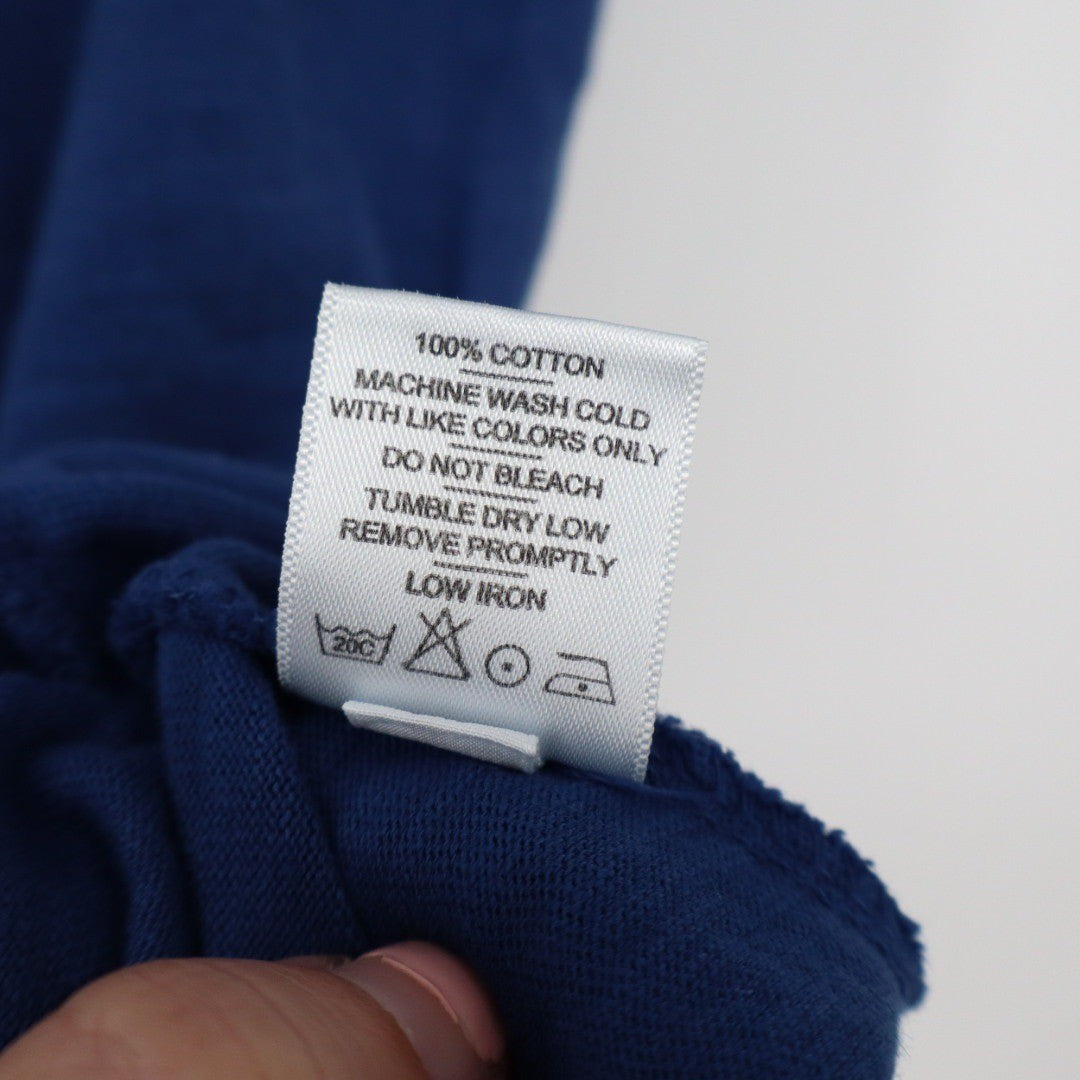 100% COTTON
MACHINE WASH COLD
WITH LIKE COLORS ONLY
DO NOT BLEACH
TUMBLE DRY LOW
REMOVE PROMPTLY
LOW IRON
20C